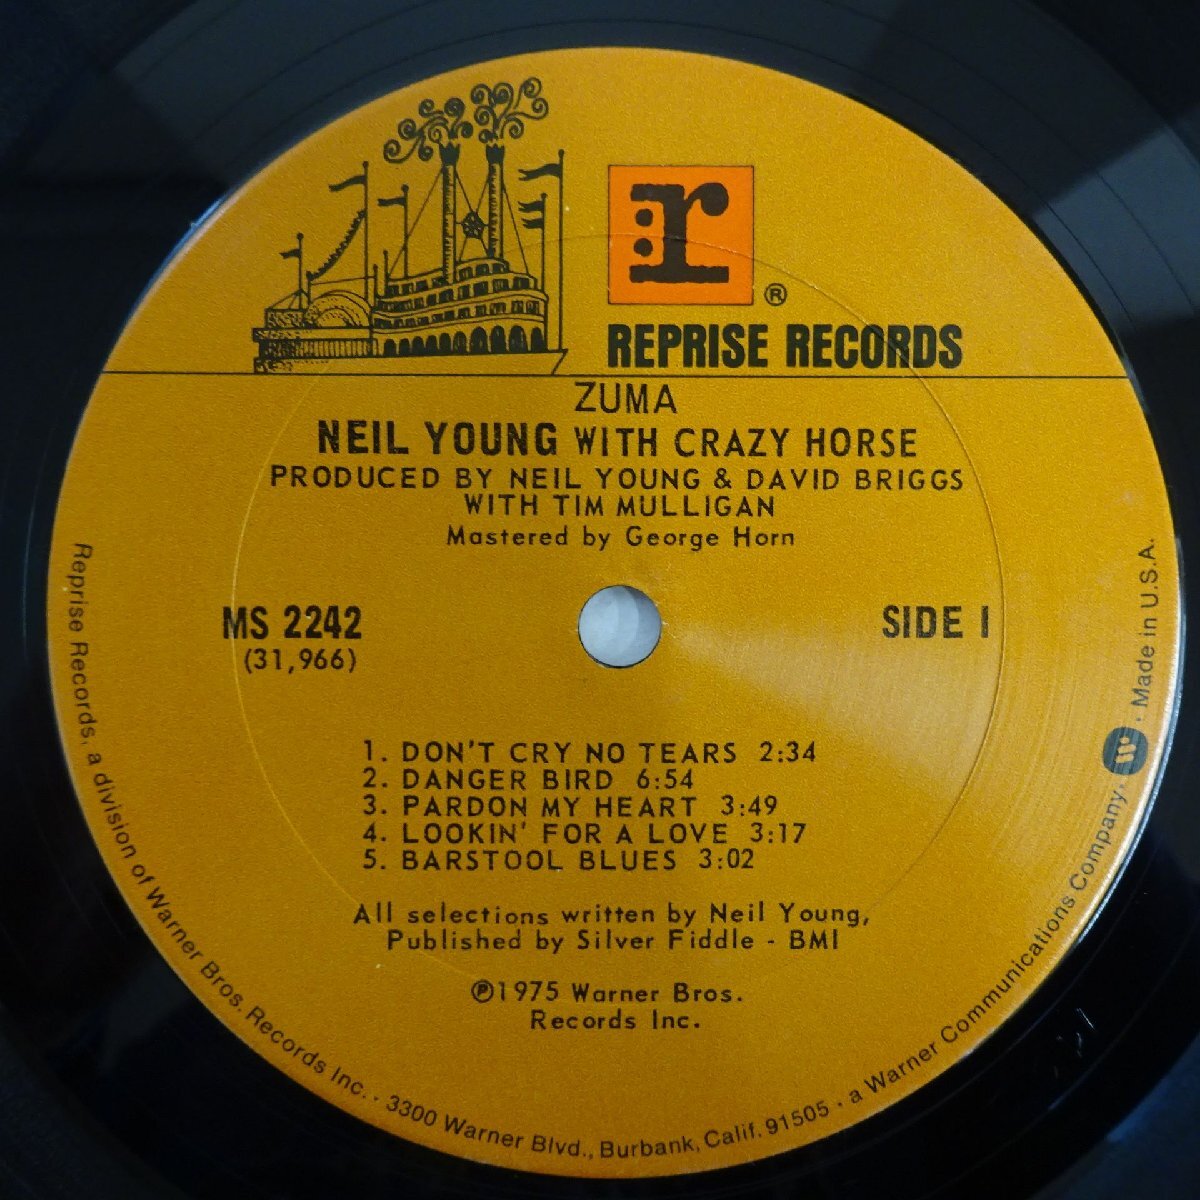 :r
®
REPRISE RECORDS
ZUMA
NEIL YOUNG WITH CRAZY HORSE
PRODUCED BY NEIL YOUNG & DAVID BRIGGS
WITH TIM MULLIGAN
Mastered by George Horn
MS 2242
(31,966)
SIDE I
1. DON'T CRY NO TEARS 2:34
2. DANGER BIRD 6:54
3. PARDON MY HEART 3:49
4. LOOKIN' FOR A LOVE 3:17
5. BARSTOOL BLUES 3:02
All selections written by Neil Young,
Published by Silver Fiddle - BMI
℗1975 Warner Bros.
Records Inc.
Reprise Records, a division of Warner Bros. Records Inc. · 3300 Warner Blvd., Burbank, Calif. 91505 · a Warner Communications Company · W · Made in U.S.A.